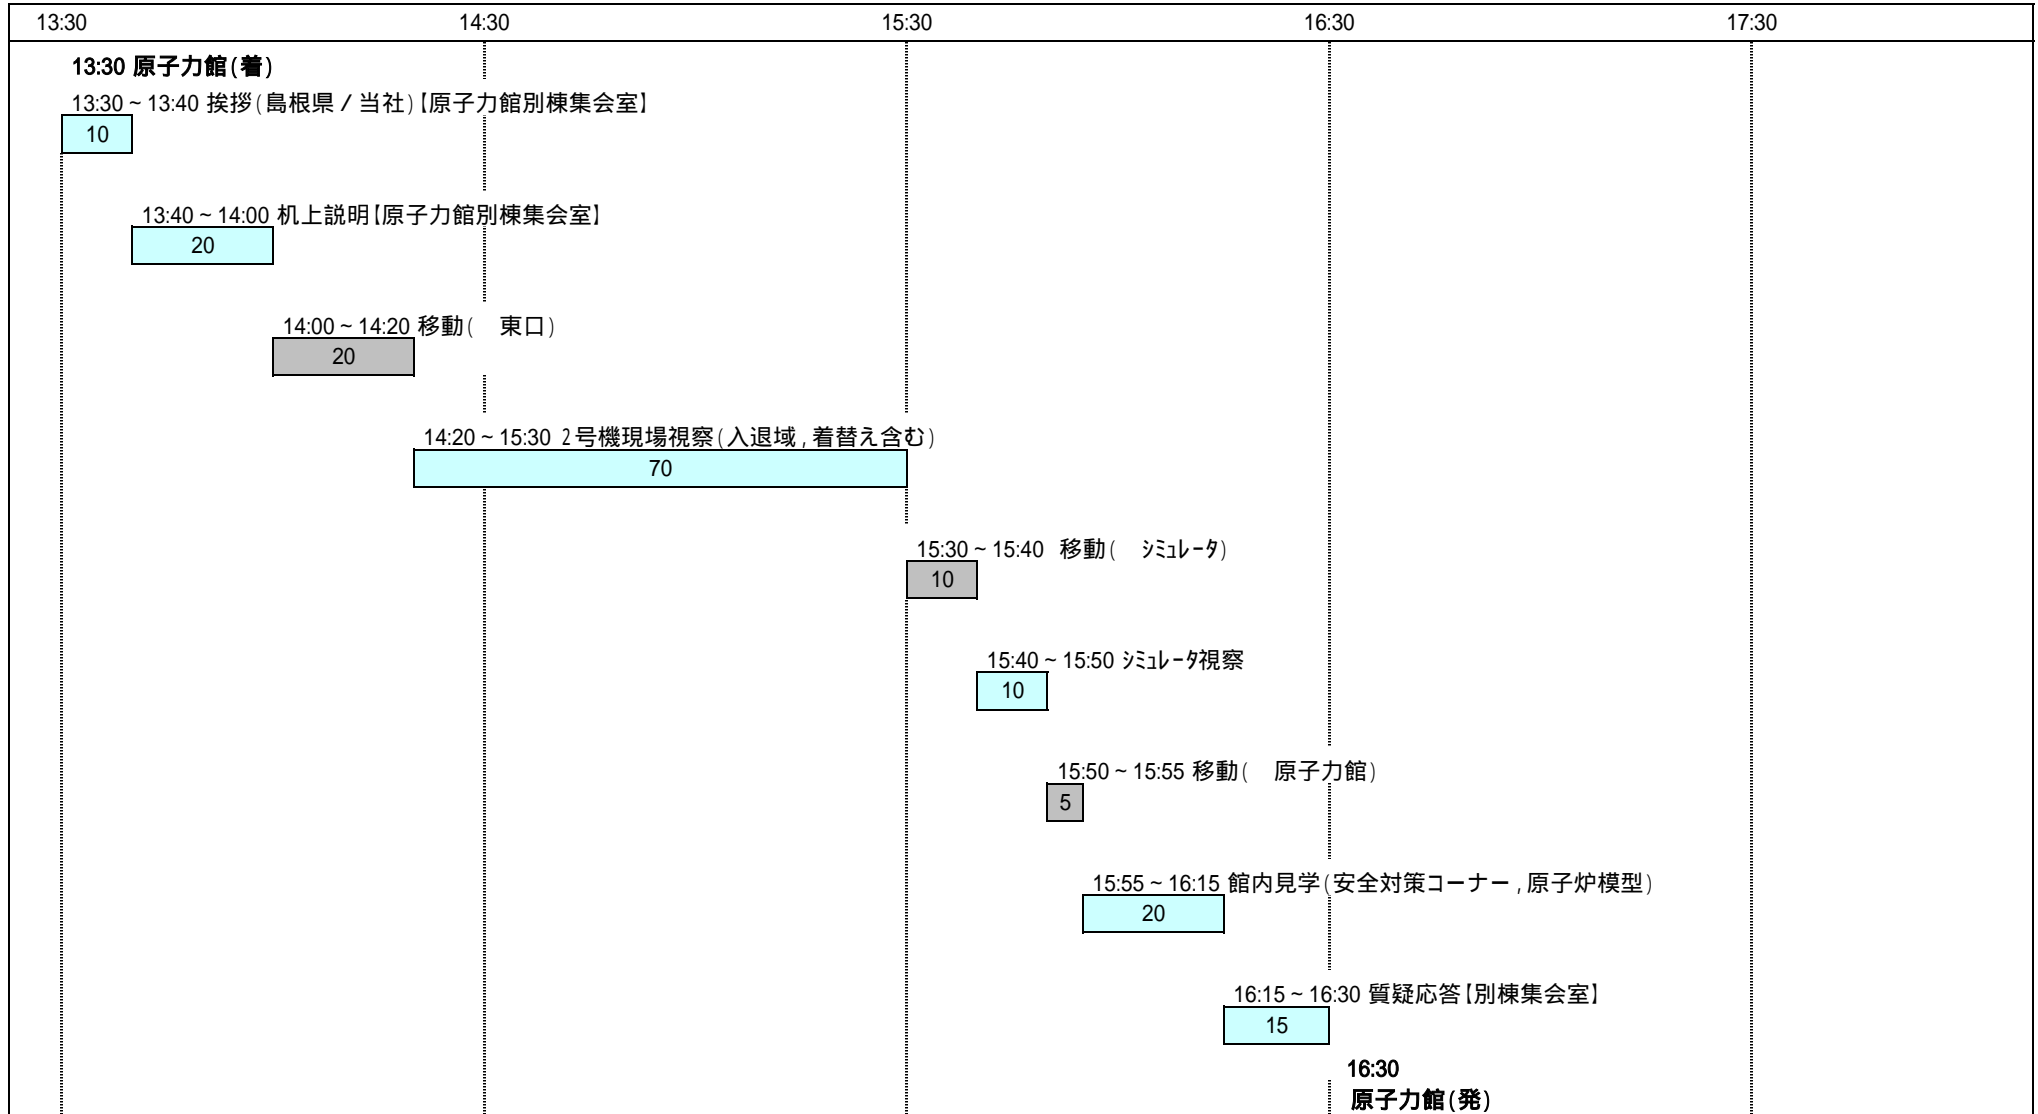 13:30 14:30 15:30 16:30 17:30
13:30 原子力館(着)
13:30 ~ 13:40 挨拶(島根県 / 当社)【原子力館別棟集会室】
10
13:40 ~ 14:00 机上説明【原子力館別棟集会室】
20
14:00 ~ 14:20 移動( 東口)
20
14:20 ~ 15:30 2号機現場視察(入退域,着替え含む)
70
15:30 ~ 15:40 移動( ｼﾐｭﾚｰﾀ)
10
15:40 ~ 15:50 ｼﾐｭﾚｰﾀ視察
10
15:50 ~ 15:55 移動( 原子力館)
5
15:55 ~ 16:15 館内見学(安全対策コーナー,原子炉模型)
20
16:15 ~ 16:30 質疑応答【別棟集会室】
15
16:30
原子力館(発)